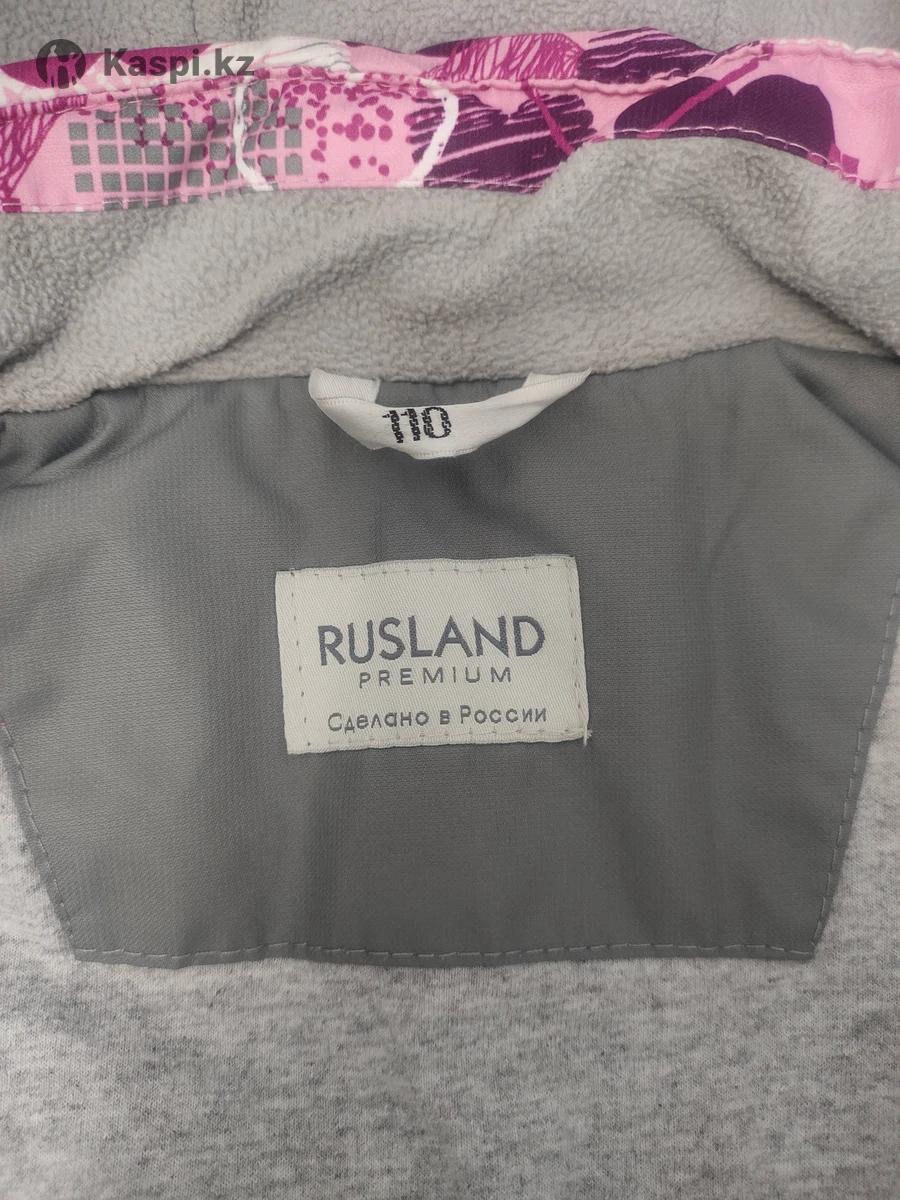 Kaspi.kz
110
RUSLAND
PREMIUM
Сделано в России